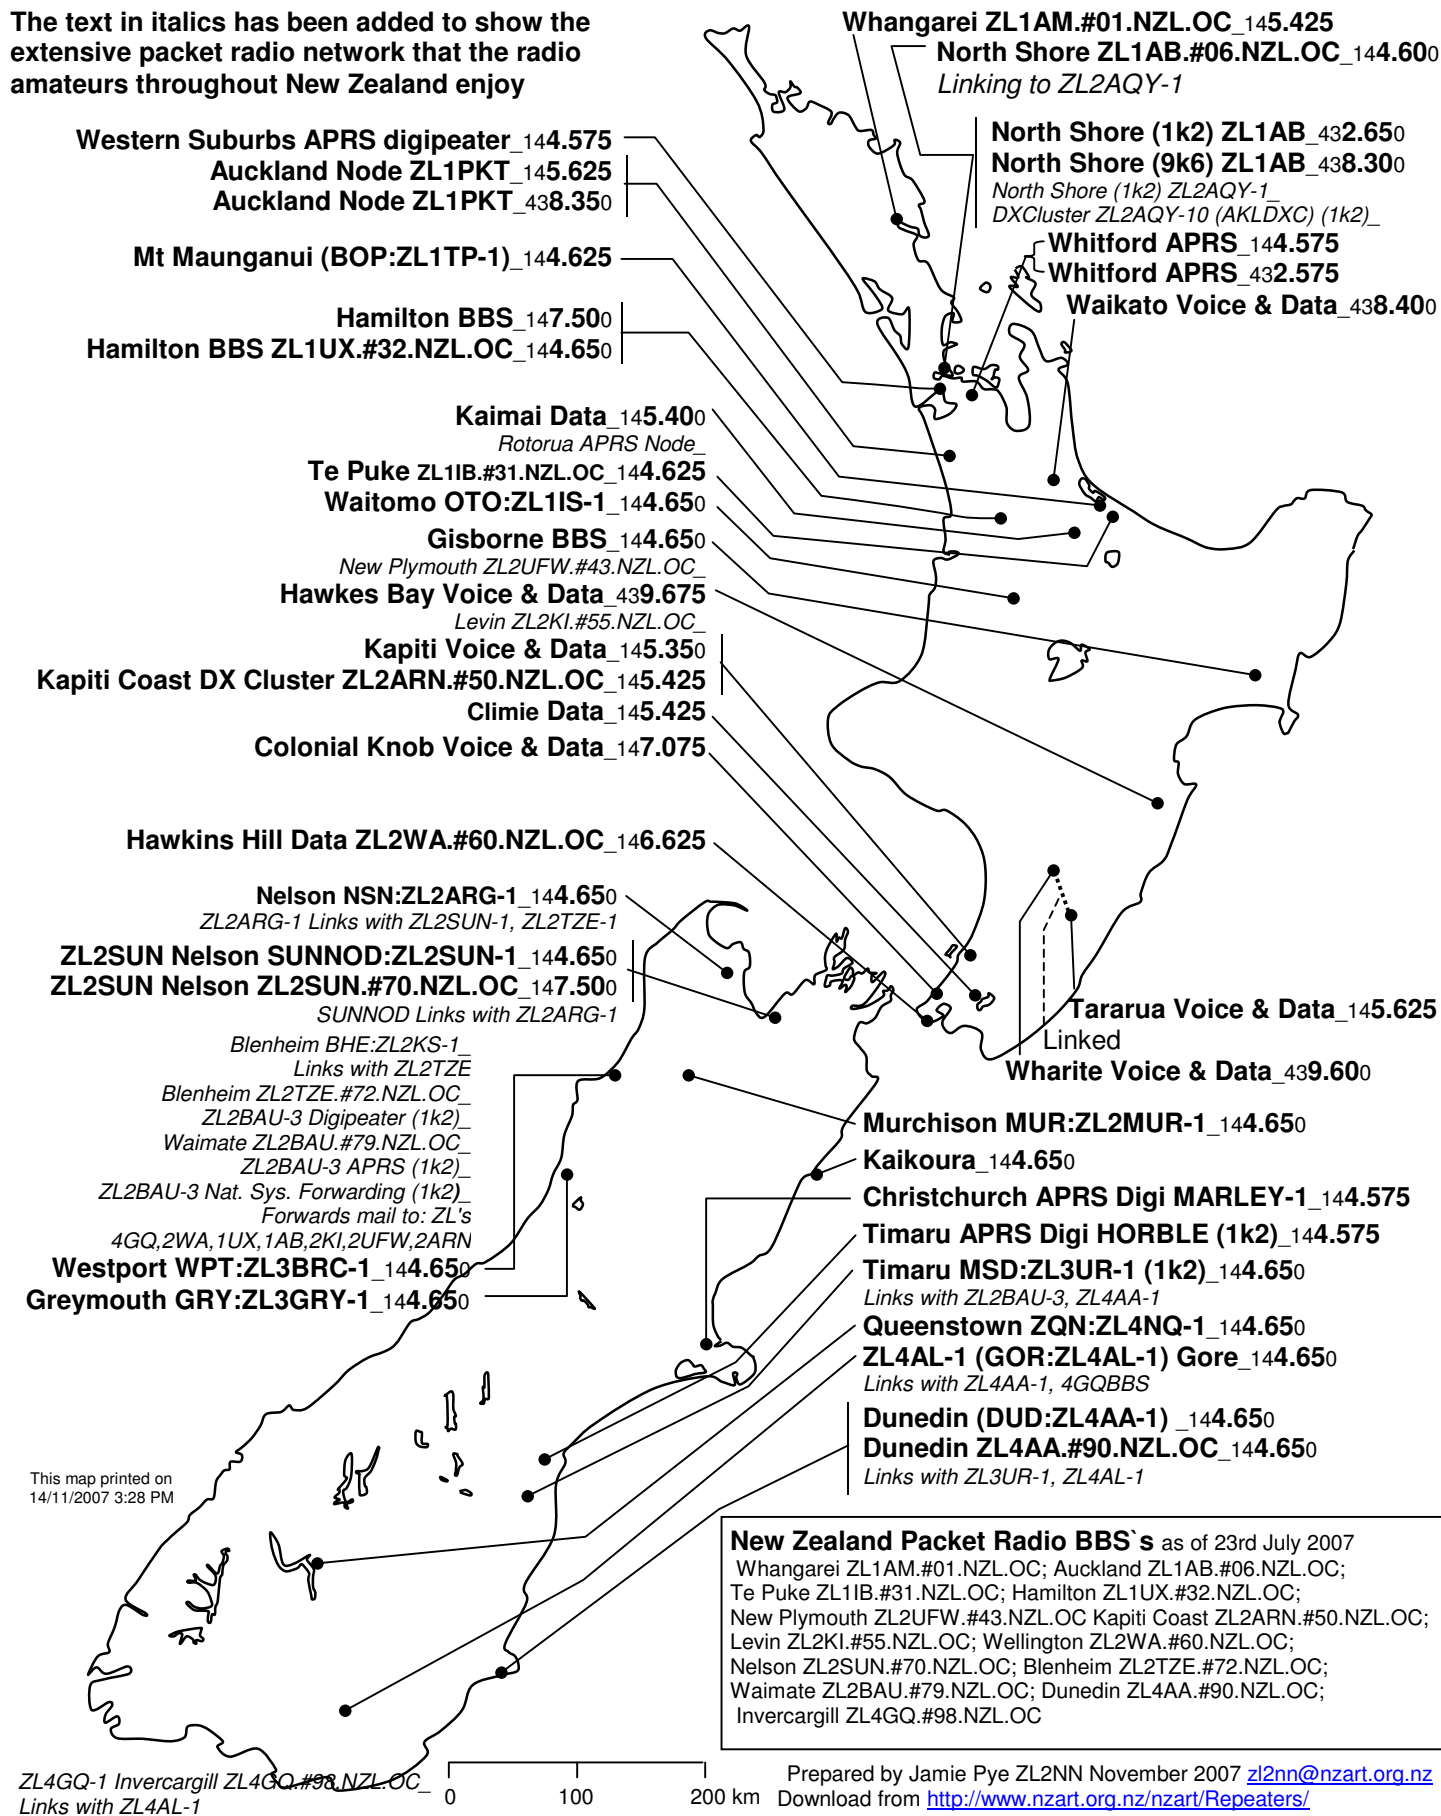 The text in italics has been added to show the
extensive packet radio network that the radio
amateurs throughout New Zealand enjoy
Whangarei ZL1AM.#01.NZL.OC_145.425
North Shore ZL1AB.#06.NZL.OC_144.600
Linking to ZL2AQY-1
North Shore (1k2) ZL1AB_432.650
North Shore (9k6) ZL1AB_438.300
North Shore (1k2) ZL2AQY-1_
DXCluster ZL2AQY-10 (AKLDXC) (1k2)_
Whitford APRS_144.575
Whitford APRS_432.575
Waikato Voice & Data_438.400
Western Suburbs APRS digipeater_144.575
Auckland Node ZL1PKT_145.625
Auckland Node ZL1PKT_438.350
Mt Maunganui (BOP:ZL1TP-1)_144.625
Hamilton BBS_147.500
Hamilton BBS ZL1UX.#32.NZL.OC_144.650
Kaimai Data_145.400
Rotorua APRS Node_
Te Puke ZL1IB.#31.NZL.OC_144.625
Waitomo OTO:ZL1IS-1_144.650
Gisborne BBS_144.650
New Plymouth ZL2UFW.#43.NZL.OC_
Hawkes Bay Voice & Data_439.675
Levin ZL2KI.#55.NZL.OC_
Kapiti Voice & Data_145.350
Kapiti Coast DX Cluster ZL2ARN.#50.NZL.OC_145.425
Climie Data_145.425
Colonial Knob Voice & Data_147.075
Hawkins Hill Data ZL2WA.#60.NZL.OC_146.625
Nelson NSN:ZL2ARG-1_144.650
ZL2ARG-1 Links with ZL2SUN-1, ZL2TZE-1
ZL2SUN Nelson SUNNOD:ZL2SUN-1_144.650
ZL2SUN Nelson ZL2SUN.#70.NZL.OC_147.500
SUNNOD Links with ZL2ARG-1
Blenheim BHE:ZL2KS-1_
Links with ZL2TZE
Blenheim ZL2TZE.#72.NZL.OC_
ZL2BAU-3 Digipeater (1k2)_
Waimate ZL2BAU.#79.NZL.OC_
ZL2BAU-3 APRS (1k2)_
ZL2BAU-3 Nat. Sys. Forwarding (1k2)_
Forwards mail to: ZL's
4GQ,2WA,1UX,1AB,2KI,2UFW,2ARN
Westport WPT:ZL3BRC-1_144.650
Greymouth GRY:ZL3GRY-1_144.650
Tararua Voice & Data_145.625
Linked
Wharite Voice & Data_439.600
Murchison MUR:ZL2MUR-1_144.650
Kaikoura_144.650
Christchurch APRS Digi MARLEY-1_144.575
Timaru APRS Digi HORBLE (1k2)_144.575
Timaru MSD:ZL3UR-1 (1k2)_144.650
Links with ZL2BAU-3, ZL4AA-1
Queenstown ZQN:ZL4NQ-1_144.650
ZL4AL-1 (GOR:ZL4AL-1) Gore_144.650
Links with ZL4AA-1, 4GQBBS
Dunedin (DUD:ZL4AA-1) _144.650
Dunedin ZL4AA.#90.NZL.OC_144.650
Links with ZL3UR-1, ZL4AL-1
This map printed on
14/11/2007 3:28 PM
New Zealand Packet Radio BBS`s as of 23rd July 2007
Whangarei ZL1AM.#01.NZL.OC; Auckland ZL1AB.#06.NZL.OC;
Te Puke ZL1IB.#31.NZL.OC; Hamilton ZL1UX.#32.NZL.OC;
New Plymouth ZL2UFW.#43.NZL.OC Kapiti Coast ZL2ARN.#50.NZL.OC;
Levin ZL2KI.#55.NZL.OC; Wellington ZL2WA.#60.NZL.OC;
Nelson ZL2SUN.#70.NZL.OC; Blenheim ZL2TZE.#72.NZL.OC;
Waimate ZL2BAU.#79.NZL.OC; Dunedin ZL4AA.#90.NZL.OC;
Invercargill ZL4GQ.#98.NZL.OC
ZL4GQ-1 Invercargill ZL4GQ.#98.NZL.OC_
Links with ZL4AL-1
0 100 200 km
Prepared by Jamie Pye ZL2NN November 2007 zl2nn@nzart.org.nz
Download from http://www.nzart.org.nz/nzart/Repeaters/